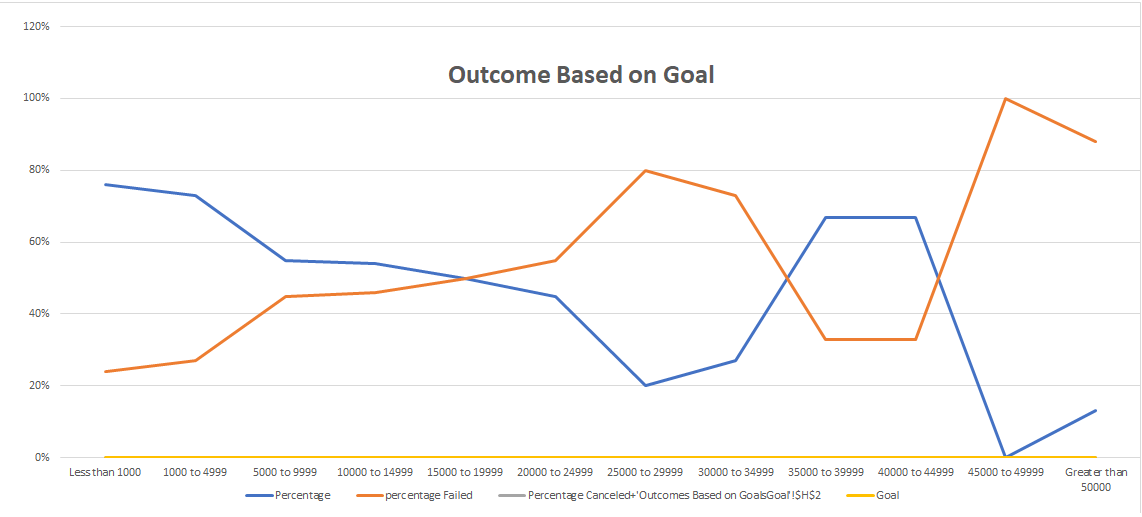 120%
Outcome Based on Goal
100%
80%
60%
40%
20%
0%
Less than 1000 1000 to 4999 5000 to 9999 10000 to 14999 15000 to 19999 20000 to 24999 25000 to 29999 30000 to 34999 35000 to 39999 40000 to 44999 45000 to 49999 Greater than
50000
Percentage percentage Failed Percentage Canceled+'Outcomes Based on GoalsGoal'!$H$2 Goal